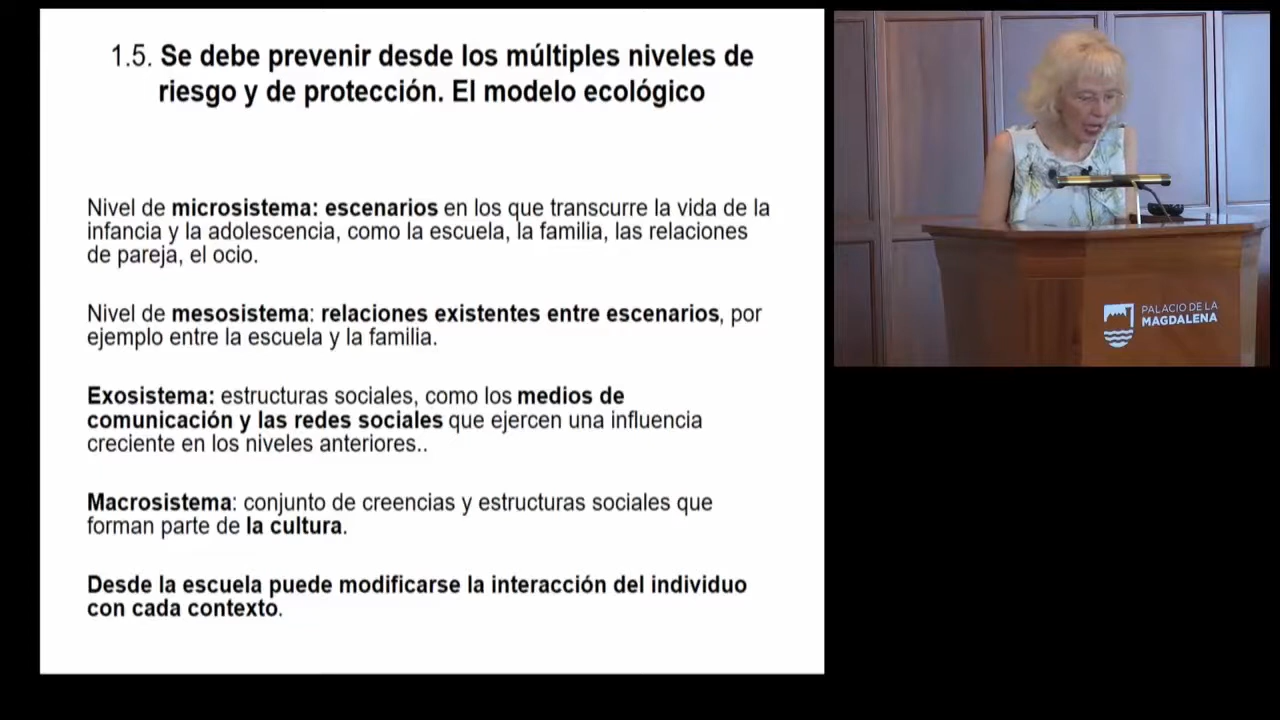 1.5. Se debe prevenir desde los múltiples niveles de
riesgo y de protección. El modelo ecológico
Nivel de microsistema: escenarios en los que transcurre la vida de la
infancia y la adolescencia, como la escuela, la familia, las relaciones
de pareja, el ocio.
Nivel de mesosistema: relaciones existentes entre escenarios, por
ejemplo entre la escuela y la familia.
Exosistema: estructuras sociales, como los medios de
comunicación y las redes sociales que ejercen una influencia
creciente en los niveles anteriores..
Macrosistema: conjunto de creencias y estructuras sociales que
forman parte de la cultura.
Desde la escuela puede modificarse la interacción del individuo
con cada contexto.
PALACIO DE LA
MAGDALENA